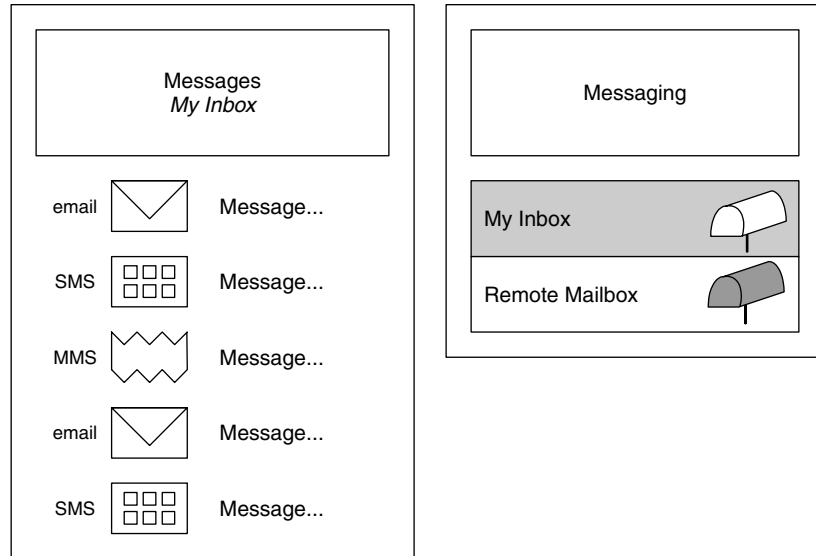 Messages
My Inbox
email Message...
SMS Message...
MMS Message...
email Message...
SMS Message...
Messaging
My Inbox
Remote Mailbox